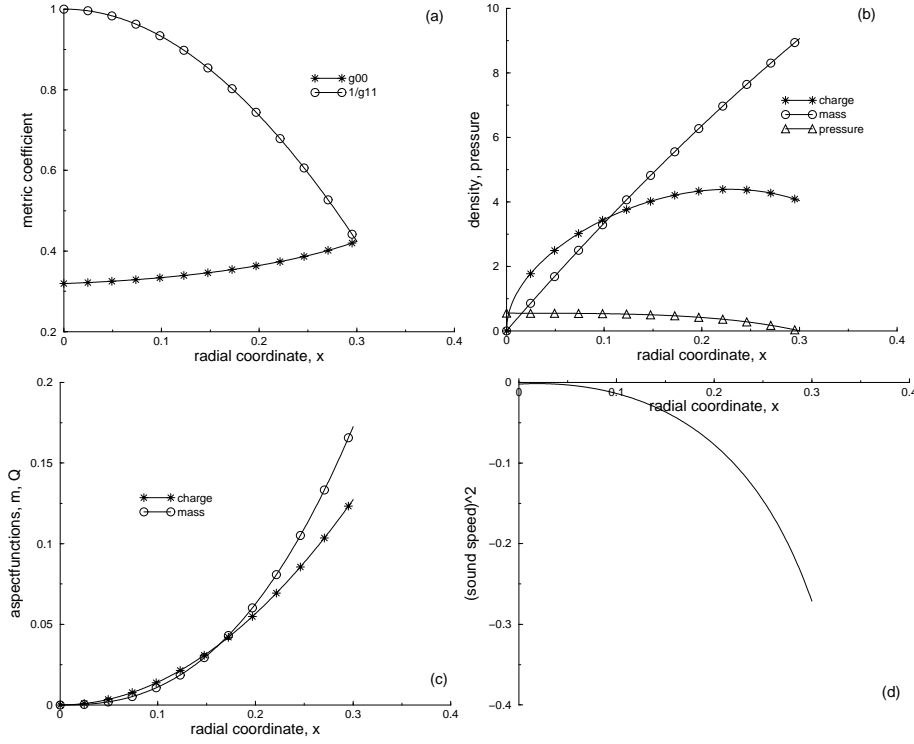 (a)
1
0.8
0.6
0.4
0.2
0
0.1
0.2
0.3
0.4
metric coefficient
radial coordinate, x
g00
1/g11
(b)
10
8
6
4
2
0
0
0.1
0.2
0.3
0.4
density, pressure
radial coordinate, x
charge
mass
pressure
(c)
0.2
0.15
0.1
0.05
0
0
0.1
0.2
0.3
0.4
aspectfunctions, m, Q
radial coordinate, x
charge
mass
(d)
0
−0.1
−0.2
−0.3
−0.4
0
0.1
0.2
0.3
0.4
(sound speed)^2
radial coordinate, x